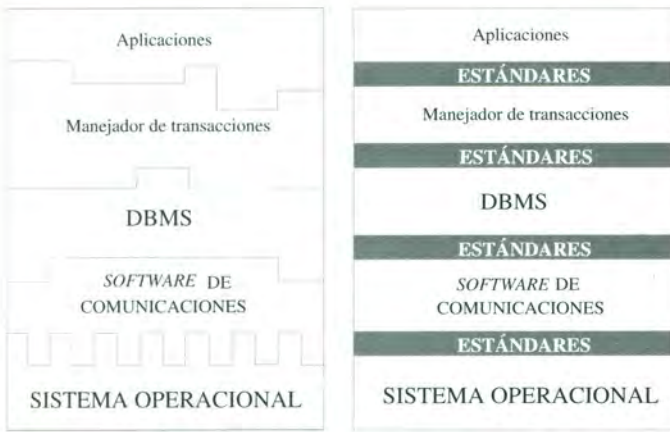 Aplicaciones
Manejador de transacciones
DBMS
SOFTWARE DE
COMUNICACIONES
SISTEMA OPERACIONAL
Aplicaciones
ESTÁNDARES
Manejador de transacciones
ESTÁNDARES
DBMS
ESTÁNDARES
SOFTWARE DE
COMUNICACIONES
ESTÁNDARES
SISTEMA OPERACIONAL